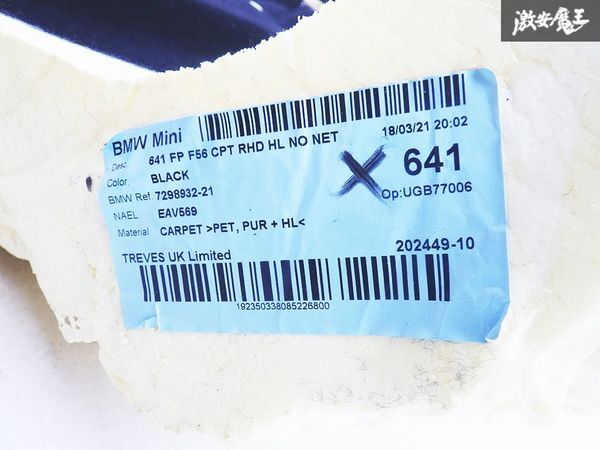 激安魔王
BMW Mini
18/03/21 20:02
Desc. 641 FP F56 CPT RHD HL NO NET
641
Color: BLACK
BMW Ref: 7298932-21
Op:UGB77006
NAEL EAV569
Material CARPET >PET, PUR + HL<
TREVES UK Limited
202449-10
192350338085226800